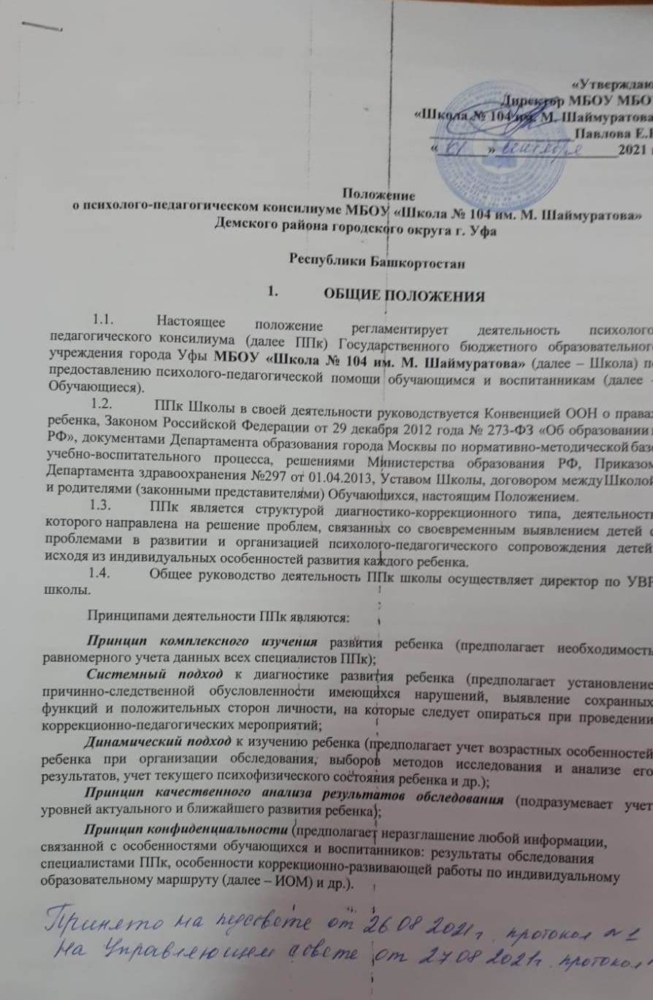 «Утверждаю
Директор МБОУ МБО
«Школа № 104 им. М. Шаймуратова
Павлова Е.
« 01 » сентября 2021 г
Положение
о психолого-педагогическом консилиуме МБОУ «Школа № 104 им. М. Шаймуратова»
Демского района городского округа г. Уфа
Республики Башкортостан
1. ОБЩИЕ ПОЛОЖЕНИЯ
1.1. Настоящее положение регламентирует деятельность психолого
педагогического консилиума (далее ППк) Государственного бюджетного образовательног
учреждения города Уфы МБОУ «Школа № 104 им. М. Шаймуратова» (далее – Школа) п
предоставлению психолого-педагогической помощи обучающимся и воспитанникам (далее -
Обучающиеся).
1.2. ППк Школы в своей деятельности руководствуется Конвенцией ООН о права
ребенка, Законом Российской Федерации от 29 декабря 2012 года № 273-ФЗ «Об образовании
РФ», документами Департамента образования города Москвы по нормативно-методической базе
учебно-воспитательного процесса, решениями Министерства образования РФ, Приказом
Департамента здравоохранения №297 от 01.04.2013, Уставом Школы, договором между Школой
и родителями (законными представителями) Обучающихся, настоящим Положением.
1.3. ППк является структурой диагностико-коррекционного типа, деятельность
которого направлена на решение проблем, связанных со своевременным выявлением детей с
проблемами в развитии и организацией психолого-педагогического сопровождения детей
исходя из индивидуальных особенностей развития каждого ребенка.
1.4. Общее руководство деятельность ППк школы осуществляет директор по УВР
школы.
Принципами деятельности ППк являются:
Принцип комплексного изучения развития ребенка (предполагает необходимость
равномерного учета данных всех специалистов ППк);
Системный подход к диагностике развития ребенка (предполагает установление
причинно-следственной обусловленности имеющихся нарушений, выявление сохранных
функций и положительных сторон личности, на которые следует опираться при проведении
коррекционно-педагогических мероприятий;
Динамический подход к изучению ребенка (предполагает учет возрастных особенностей
ребенка при организации обследования, выборов методов исследования и анализе его
результатов, учет текущего психофизического состояния ребенка и др.);
Принцип качественного анализа результатов обследования (подразумевает учет
уровней актуального и ближайшего развития ребенка);
Принцип конфиденциальности (предполагает неразглашение любой информации,
связанной с особенностями обучающихся и воспитанников: результаты обследования
специалистами ППк, особенности коррекционно-развивающей работы по индивидуальному
образовательному маршруту (далее – ИОМ) и др.).
Принято на педсовете от 26 08 2021 г. протокол №1
На Управляющем совете от 27 08 2021 г. протокол